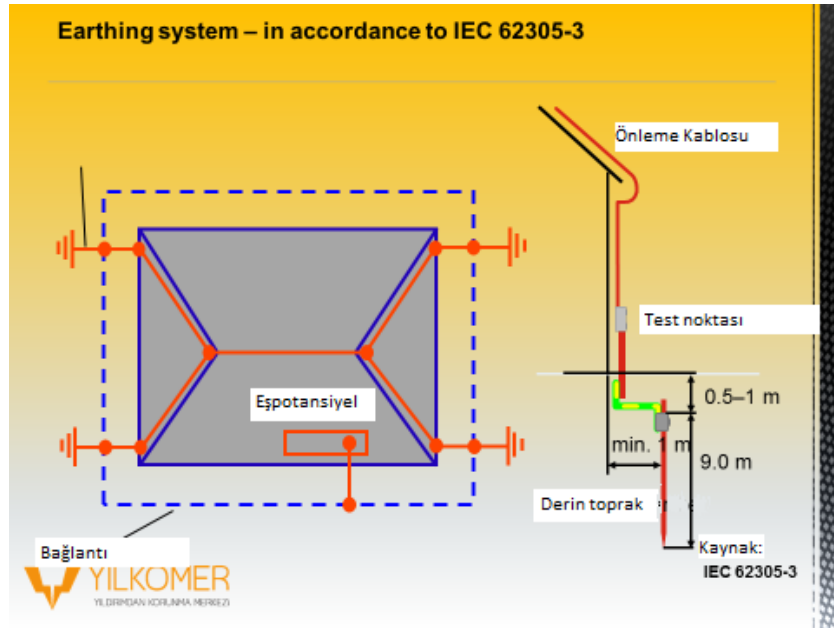 Earthing system – in accordance to IEC 62305-3
Önleme Kablosu
Test noktası
0.5–1 m
Eşpotansiyel
min. 1 m
9.0 m
Derin toprak
Bağlantı
Kaynak:
IEC 62305-3
YILKOMER
YILDIRIMDAN KORUNMA MERKEZİ